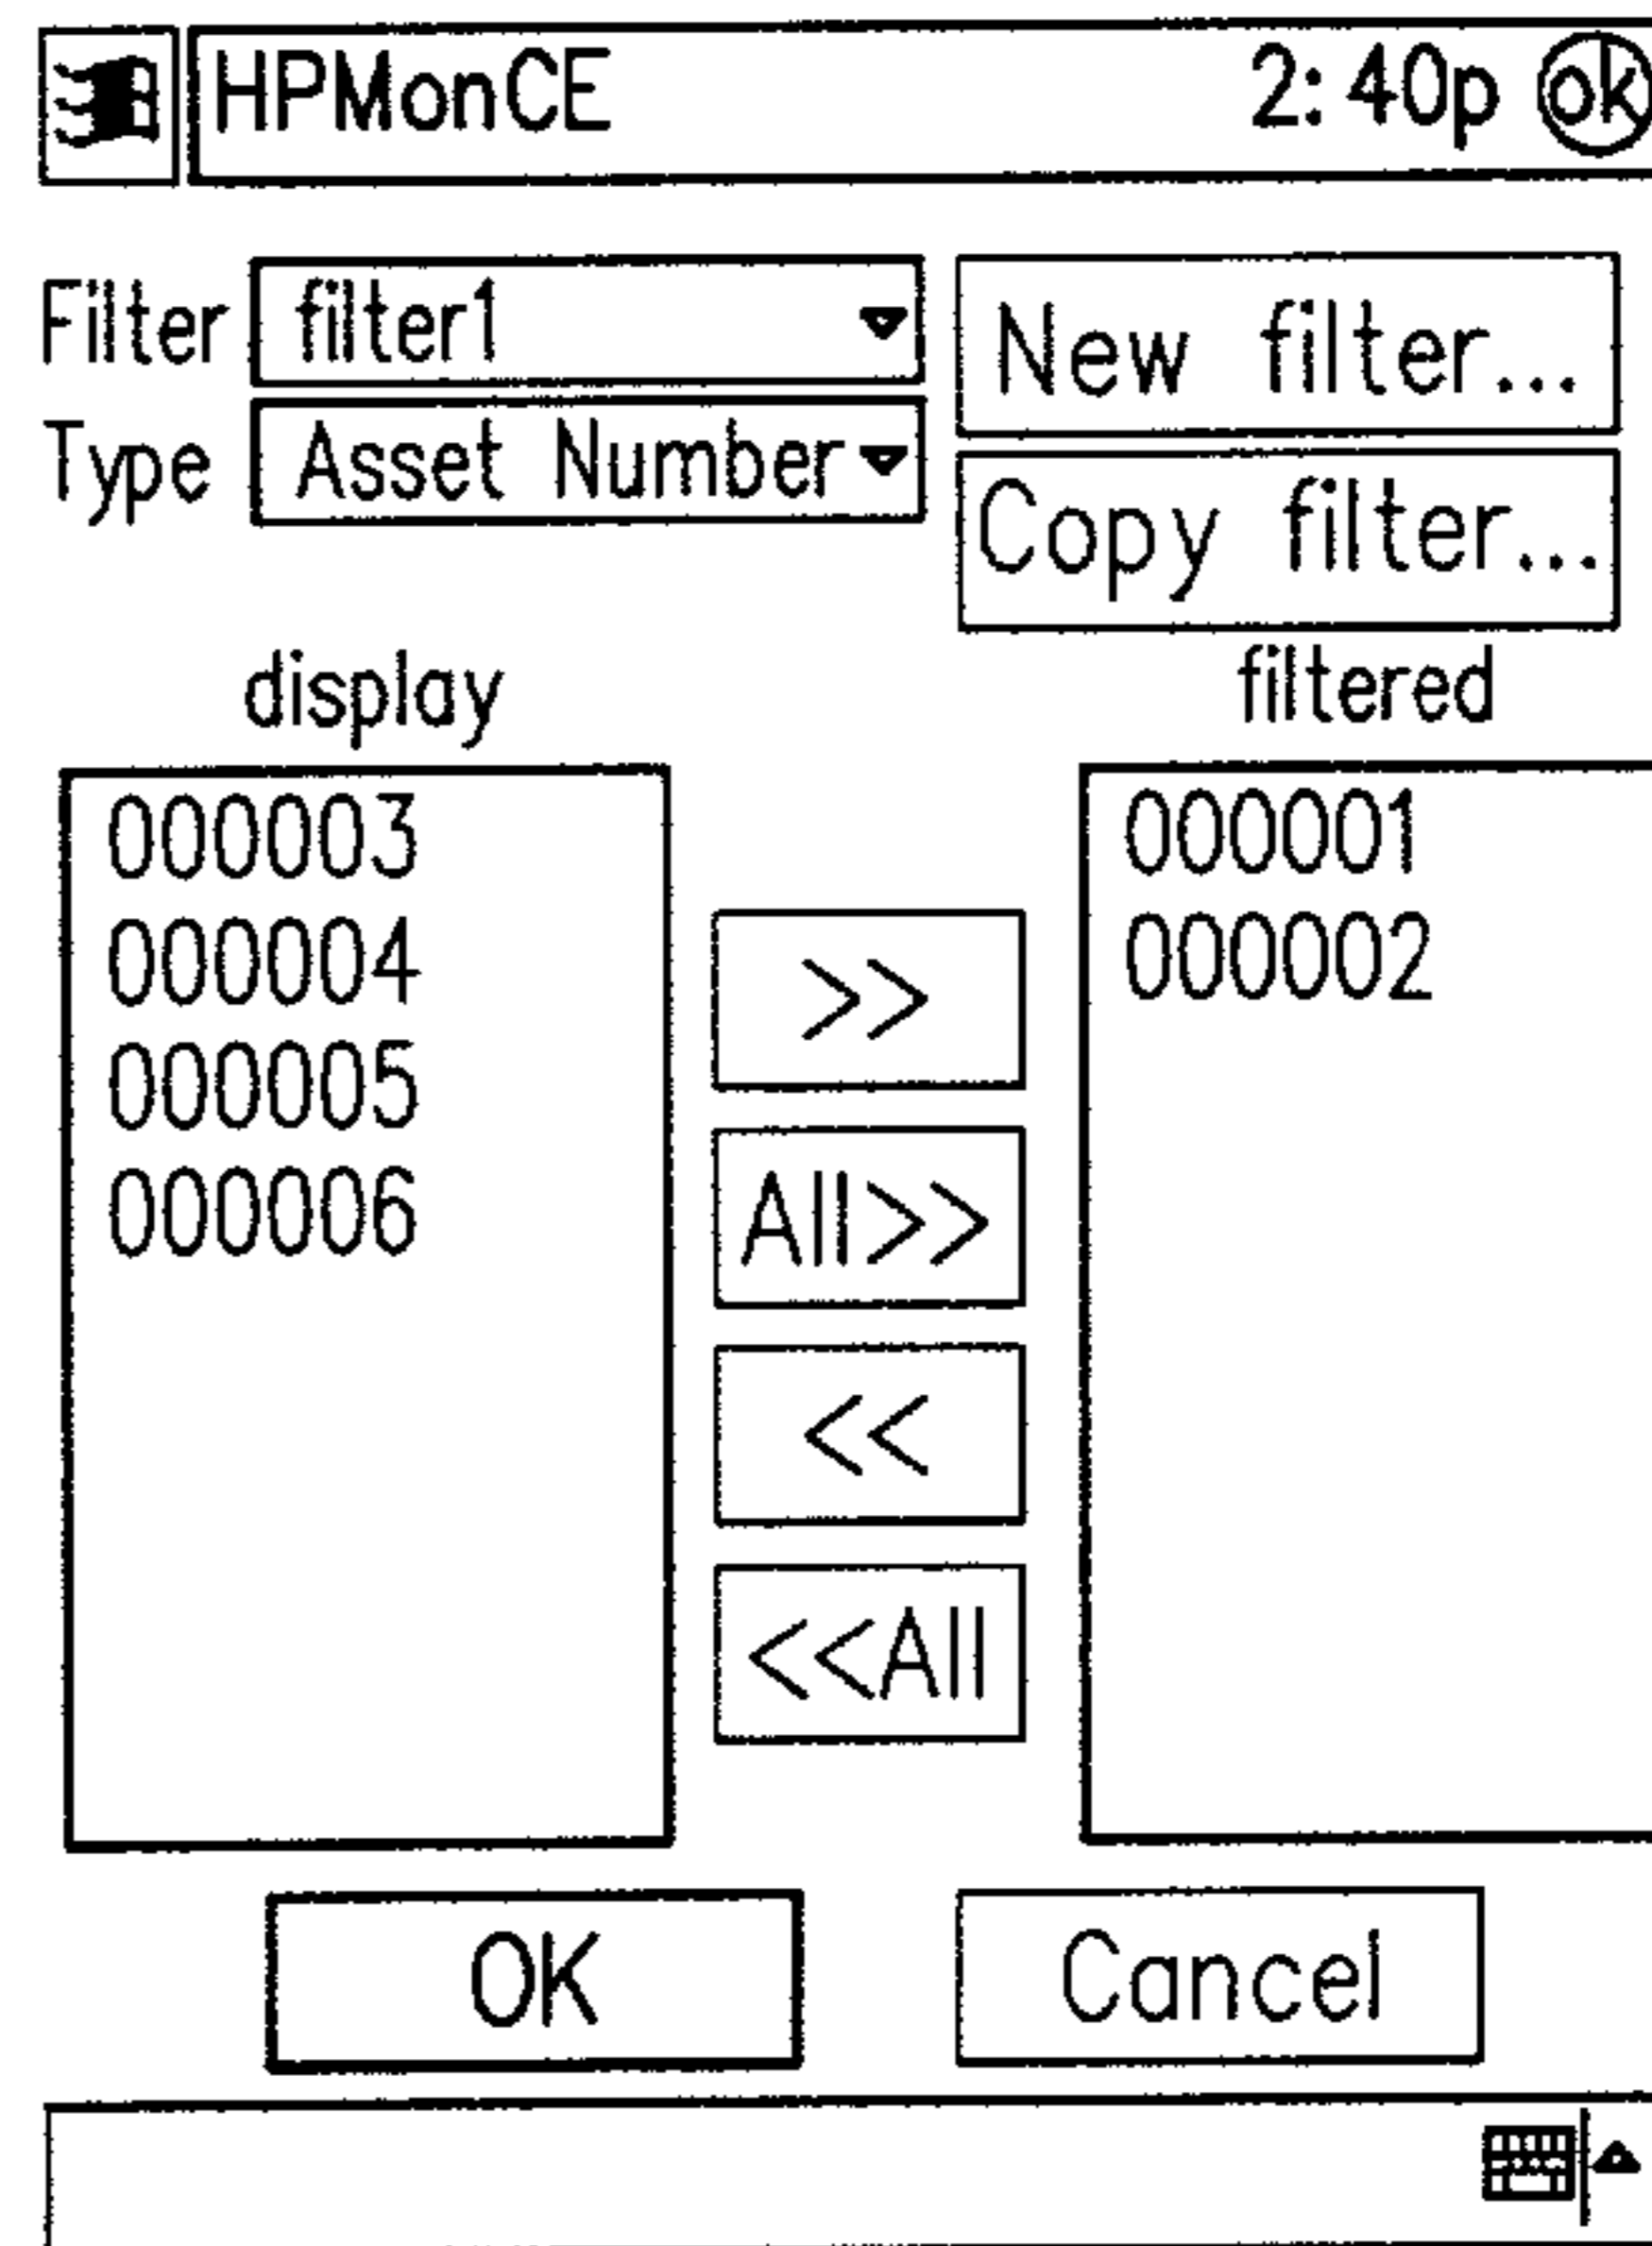 HPMonCE 2:40p ok
Filter filter1 New filter...
Type Asset Number Copy filter...
display filtered
000003 000001
000004 000002
000005
000006
>>
All>>
<<
<<All
OK Cancel